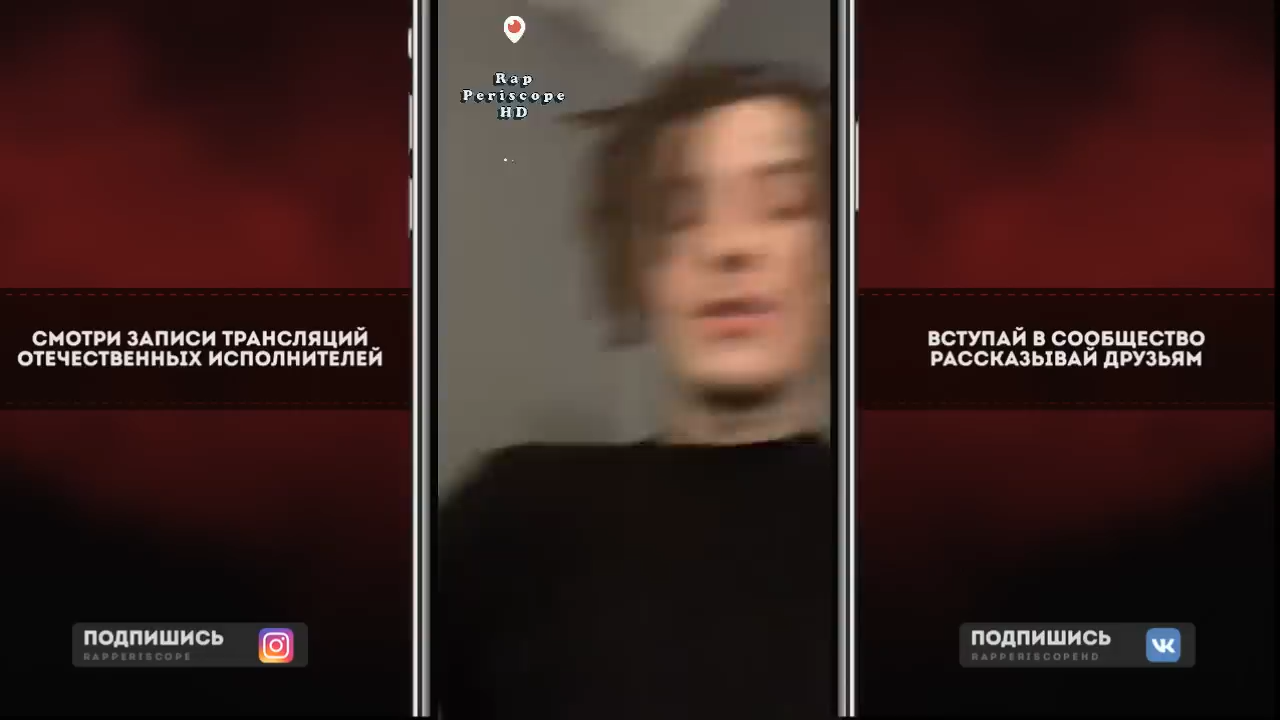 Rap
Periscope
HD
СМОТРИ ЗАПИСИ ТРАНСЛЯЦИЙ
ОТЕЧЕСТВЕННЫХ ИСПОЛНИТЕЛЕЙ
ВСТУПАЙ В СООБЩЕСТВО
РАССКАЗЫВАЙ ДРУЗЬЯМ
ПОДПИШИСЬ
RAPPERISCOPE
ПОДПИШИСЬ
RAPPERISCOPEHD